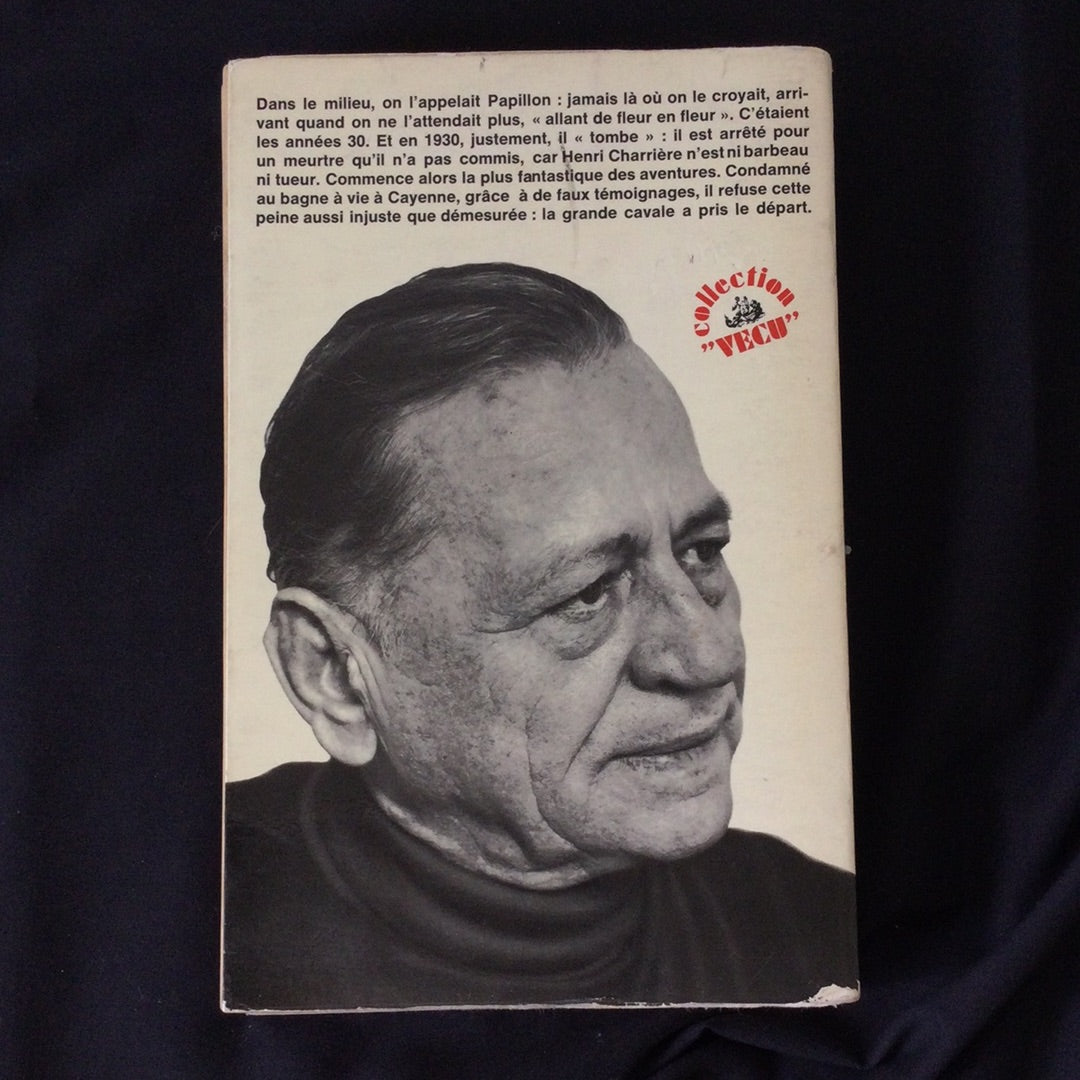 Dans le milieu, on l'appelait Papillon : jamais là où on le croyait, arri-
vant quand on ne l'attendait plus, « allant de fleur en fleur ». C'étaient
les années 30. Et en 1930, justement, il « tombe » : il est arrêté pour
un meurtre qu'il n'a pas commis, car Henri Charrière n'est ni barbeau
ni tueur. Commence alors la plus fantastique des aventures. Condamné
au bagne à vie à Cayenne, grâce à de faux témoignages, il refuse cette
peine aussi injuste que démesurée : la grande cavale a pris le départ.
collection
”VECU”